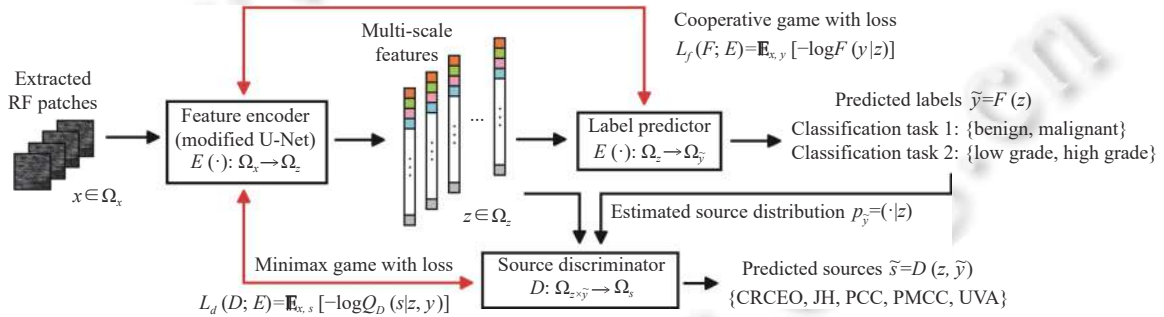 Cooperative game with loss
L_f (F; E)=𝔼_{x, y} [−logF (y|z)]
Multi-scale
features
Extracted
RF patches
x∈Ω_x
Feature encoder
(modified U-Net)
E (·): Ω_x→Ω_z
...
z∈Ω_z
Label predictor
E (·): Ω_z→Ω_ỹ
Predicted labels ỹ=F (z)
Classification task 1: {benign, malignant}
Classification task 2: {low grade, high grade}
Estimated source distribution p_ỹ=(·|z)
Minimax game with loss
L_d (D; E)=𝔼_{x, s} [−logQ_D (s|z, y)]
Source discriminator
D: Ω_{z×ỹ}→Ω_s
Predicted sources s̃=D (z, ỹ)
{CRCEO, JH, PCC, PMCC, UVA}